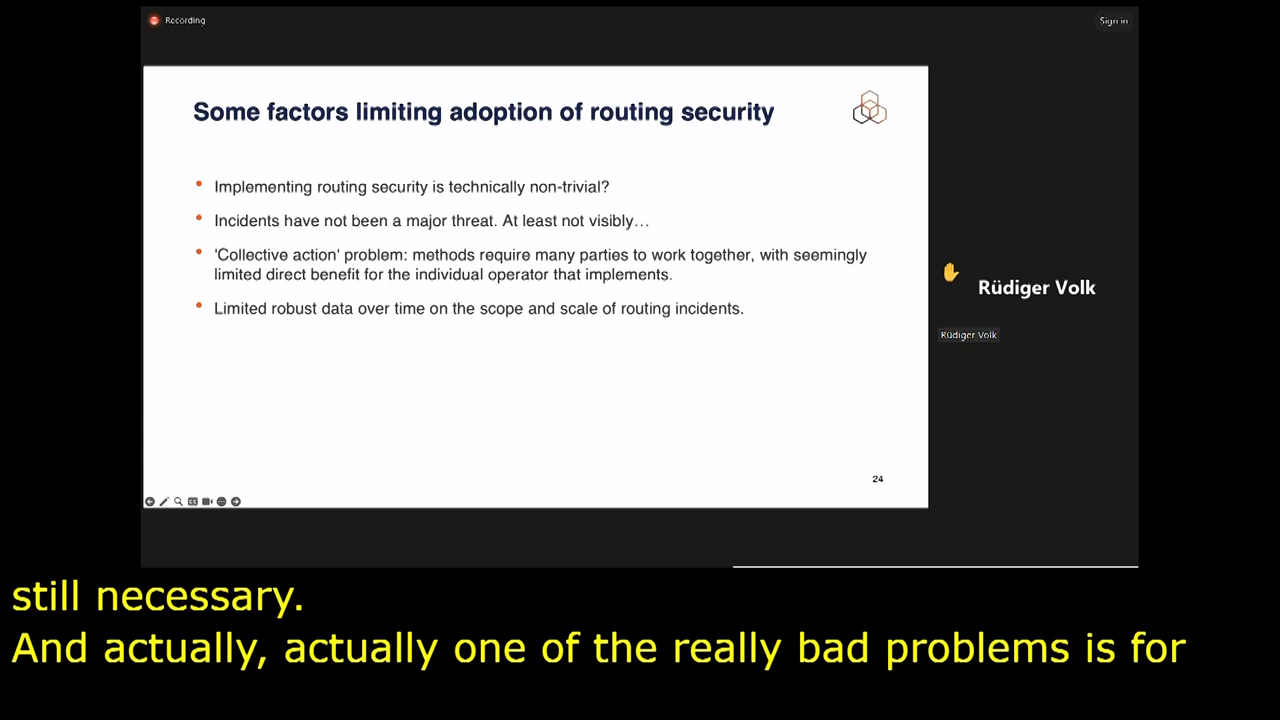 Recording
Sign in
Some factors limiting adoption of routing security
• Implementing routing security is technically non-trivial?
• Incidents have not been a major threat. At least not visibly…
• 'Collective action' problem: methods require many parties to work together, with seemingly
limited direct benefit for the individual operator that implements.
• Limited robust data over time on the scope and scale of routing incidents.
24
Rüdiger Volk
Rüdiger Volk
still necessary.
And actually, actually one of the really bad problems is for